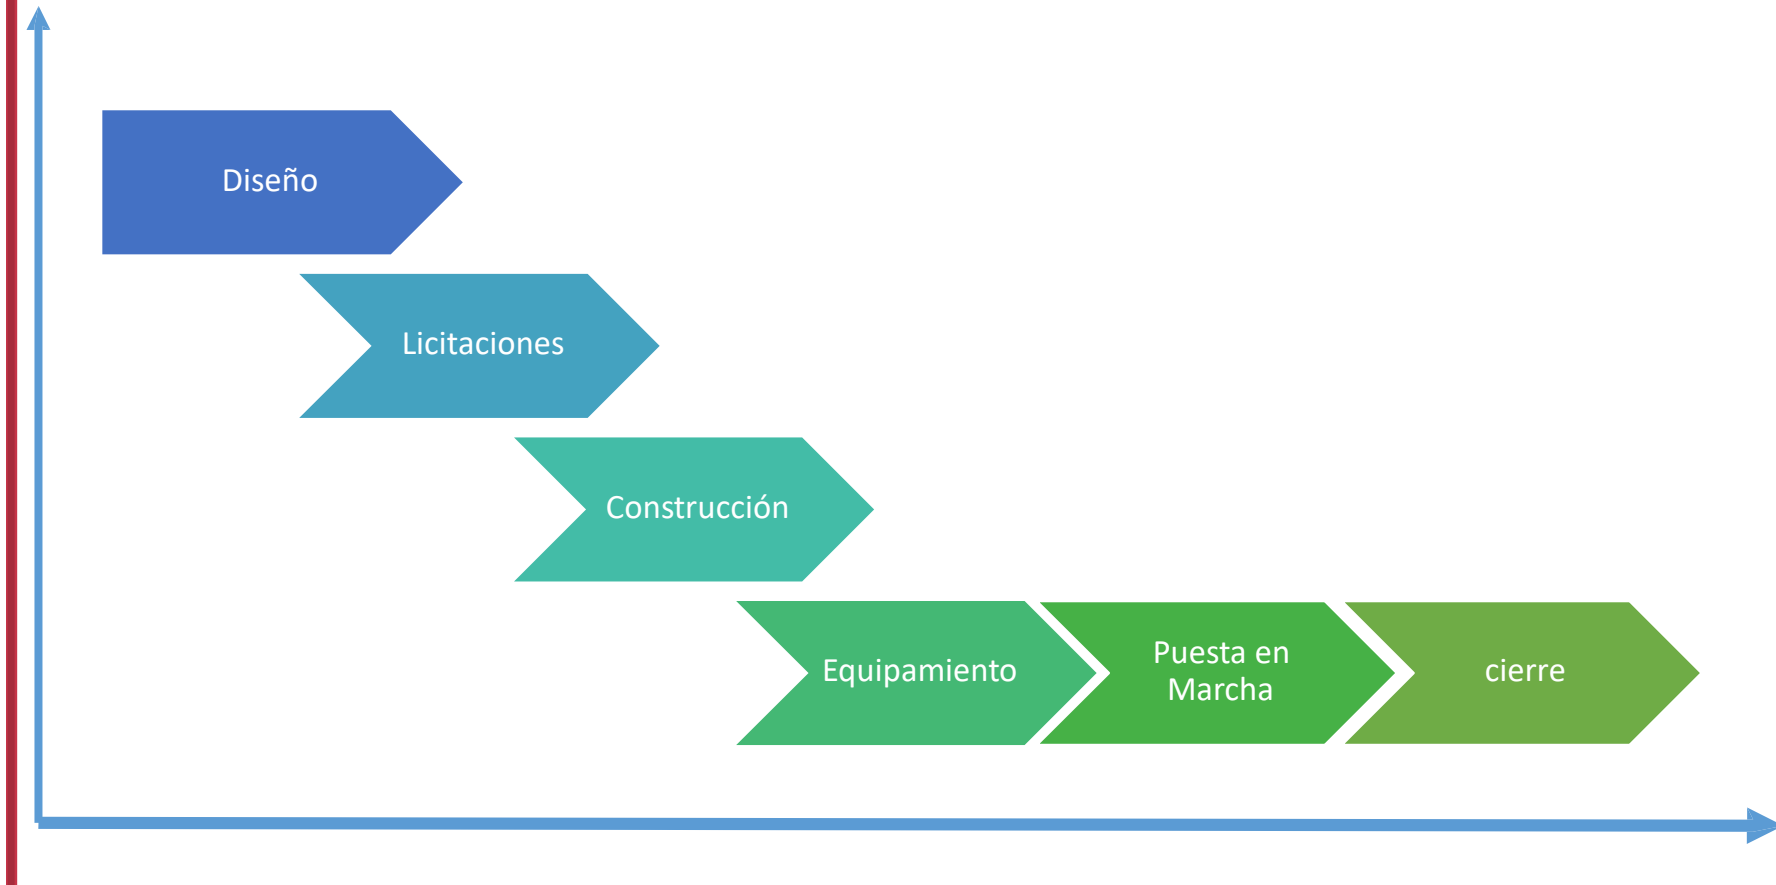 Diseño
Licitaciones
Construcción
Equipamiento
Puesta en
Marcha
cierre